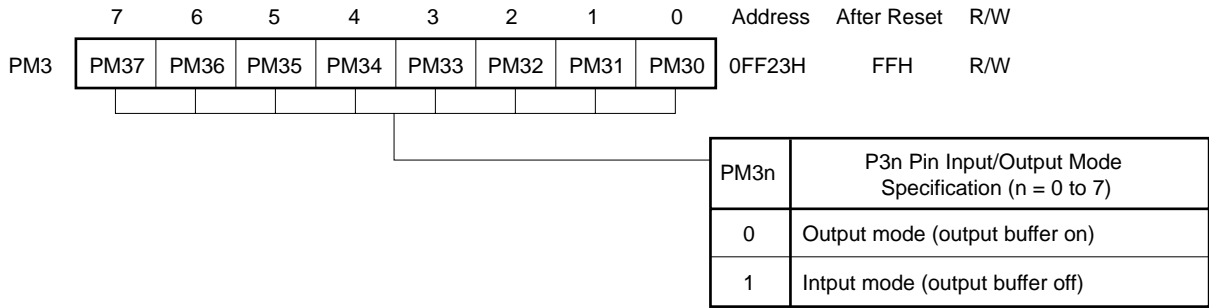 7 6 5 4 3 2 1 0 Address After Reset R/W
PM3 PM37 PM36 PM35 PM34 PM33 PM32 PM31 PM30 0FF23H FFH R/W
PM3n P3n Pin Input/Output Mode
Specification (n = 0 to 7)
0 Output mode (output buffer on)
1 Intput mode (output buffer off)